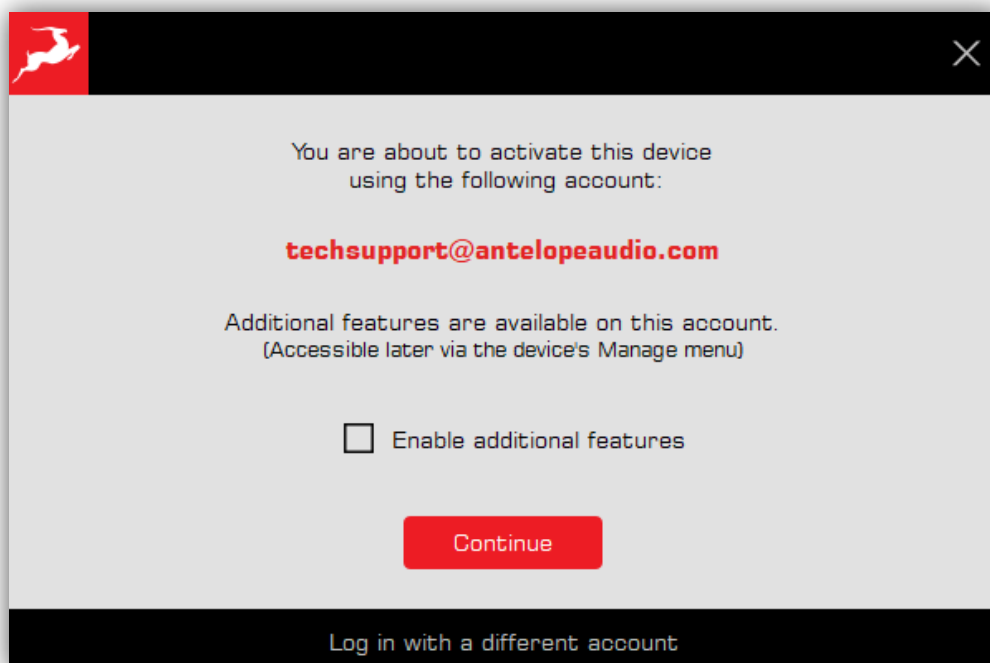 You are about to activate this device
using the following account:
techsupport@antelopeaudio.com
Additional features are available on this account.
(Accessible later via the device's Manage menu)
Enable additional features
Continue
Log in with a different account